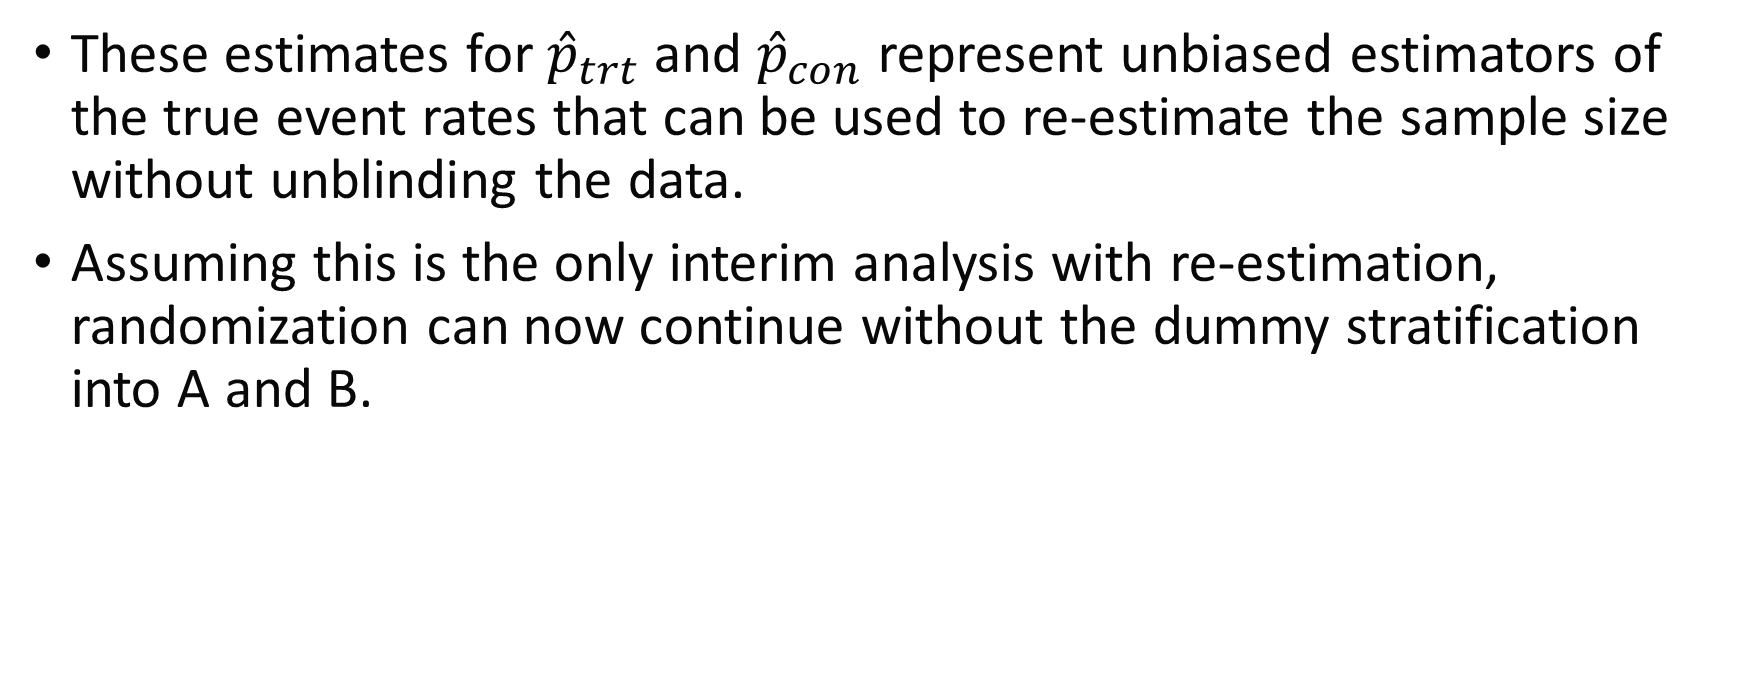 • These estimates for p̂_trt and p̂_con represent unbiased estimators of
the true event rates that can be used to re-estimate the sample size
without unblinding the data.
• Assuming this is the only interim analysis with re-estimation,
randomization can now continue without the dummy stratification
into A and B.